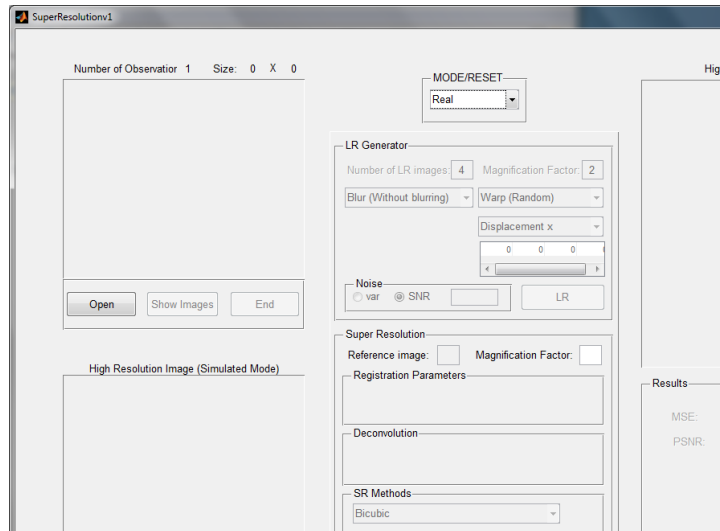 SuperResolutionv1
Number of Observatior 1 Size: 0 X 0
Hig
MODE/RESET
Real
LR Generator
Number of LR images: 4 Magnification Factor: 2
Blur (Without blurring) Warp (Random)
Displacement x
0 0 0
Noise
var SNR LR
Open Show Images End
Super Resolution
Reference image: Magnification Factor:
High Resolution Image (Simulated Mode)
Registration Parameters
Results
MSE:
Deconvolution
PSNR:
SR Methods
Bicubic